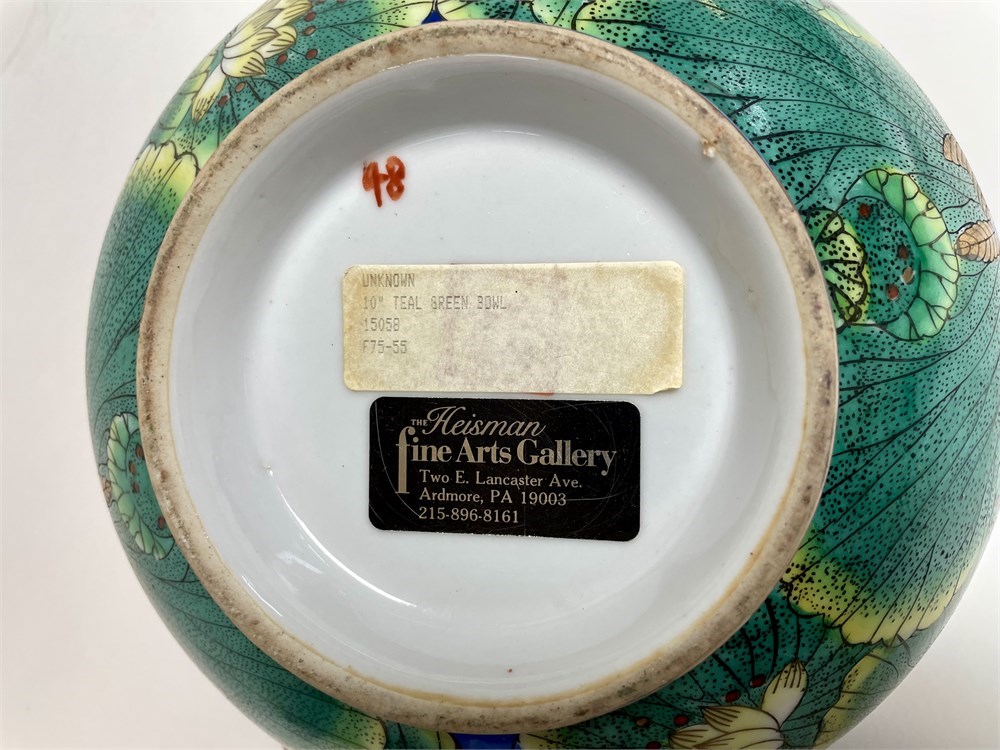 48
UNKNOWN
10" TEAL GREEN BOWL
15058
F75-55
THE Heisman
fine Arts Gallery
Two E. Lancaster Ave.
Ardmore, PA 19003
215-896-8161